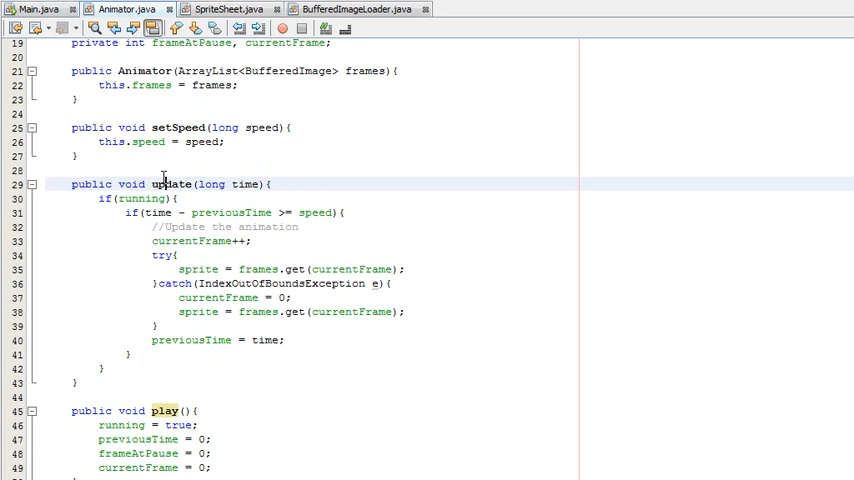 Main.java Animator.java SpriteSheet.java BufferedImageLoader.java
19 private int frameAtPause, currentFrame;
20
21 public Animator(ArrayList<BufferedImage> frames){
22 this.frames = frames;
23 }
24
25 public void setSpeed(long speed){
26 this.speed = speed;
27 }
28
29 public void update(long time){
30 if(running){
31 if(time - previousTime >= speed){
32 //Update the animation
33 currentFrame++;
34 try{
35 sprite = frames.get(currentFrame);
36 }catch(IndexOutOfBoundsException e){
37 currentFrame = 0;
38 sprite = frames.get(currentFrame);
39 }
40 previousTime = time;
41 }
42 }
43 }
44
45 public void play(){
46 running = true;
47 previousTime = 0;
48 frameAtPause = 0;
49 currentFrame = 0;